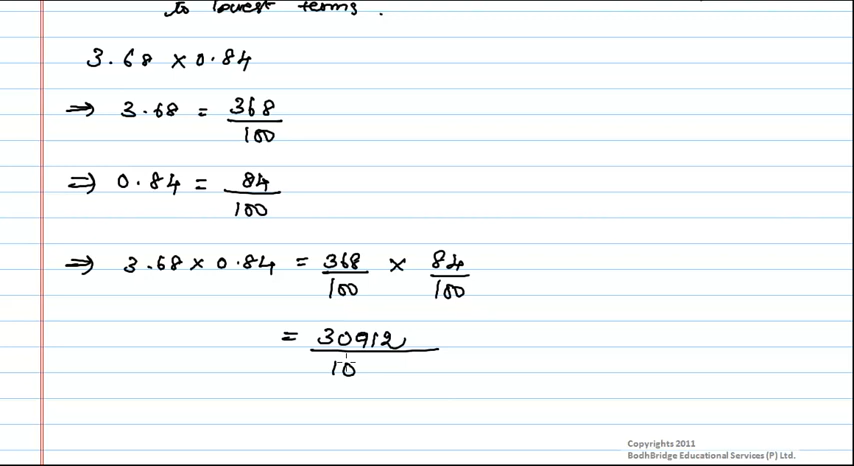 to lowest terms.
3.68 × 0.84
⇒ 3.68 = 368/100
⇒ 0.84 = 84/100
⇒ 3.68 × 0.84 = 368/100 × 84/100
= 30912/10
Copyrights 2011
BodhBridge Educational Services (P) Ltd.